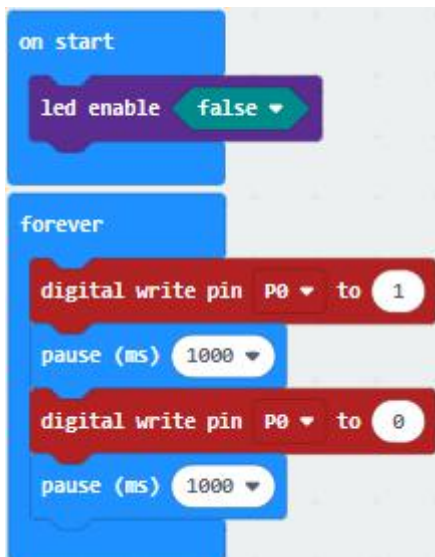 on start
led enable false
forever
digital write pin P0 to 1
pause (ms) 1000
digital write pin P0 to 0
pause (ms) 1000